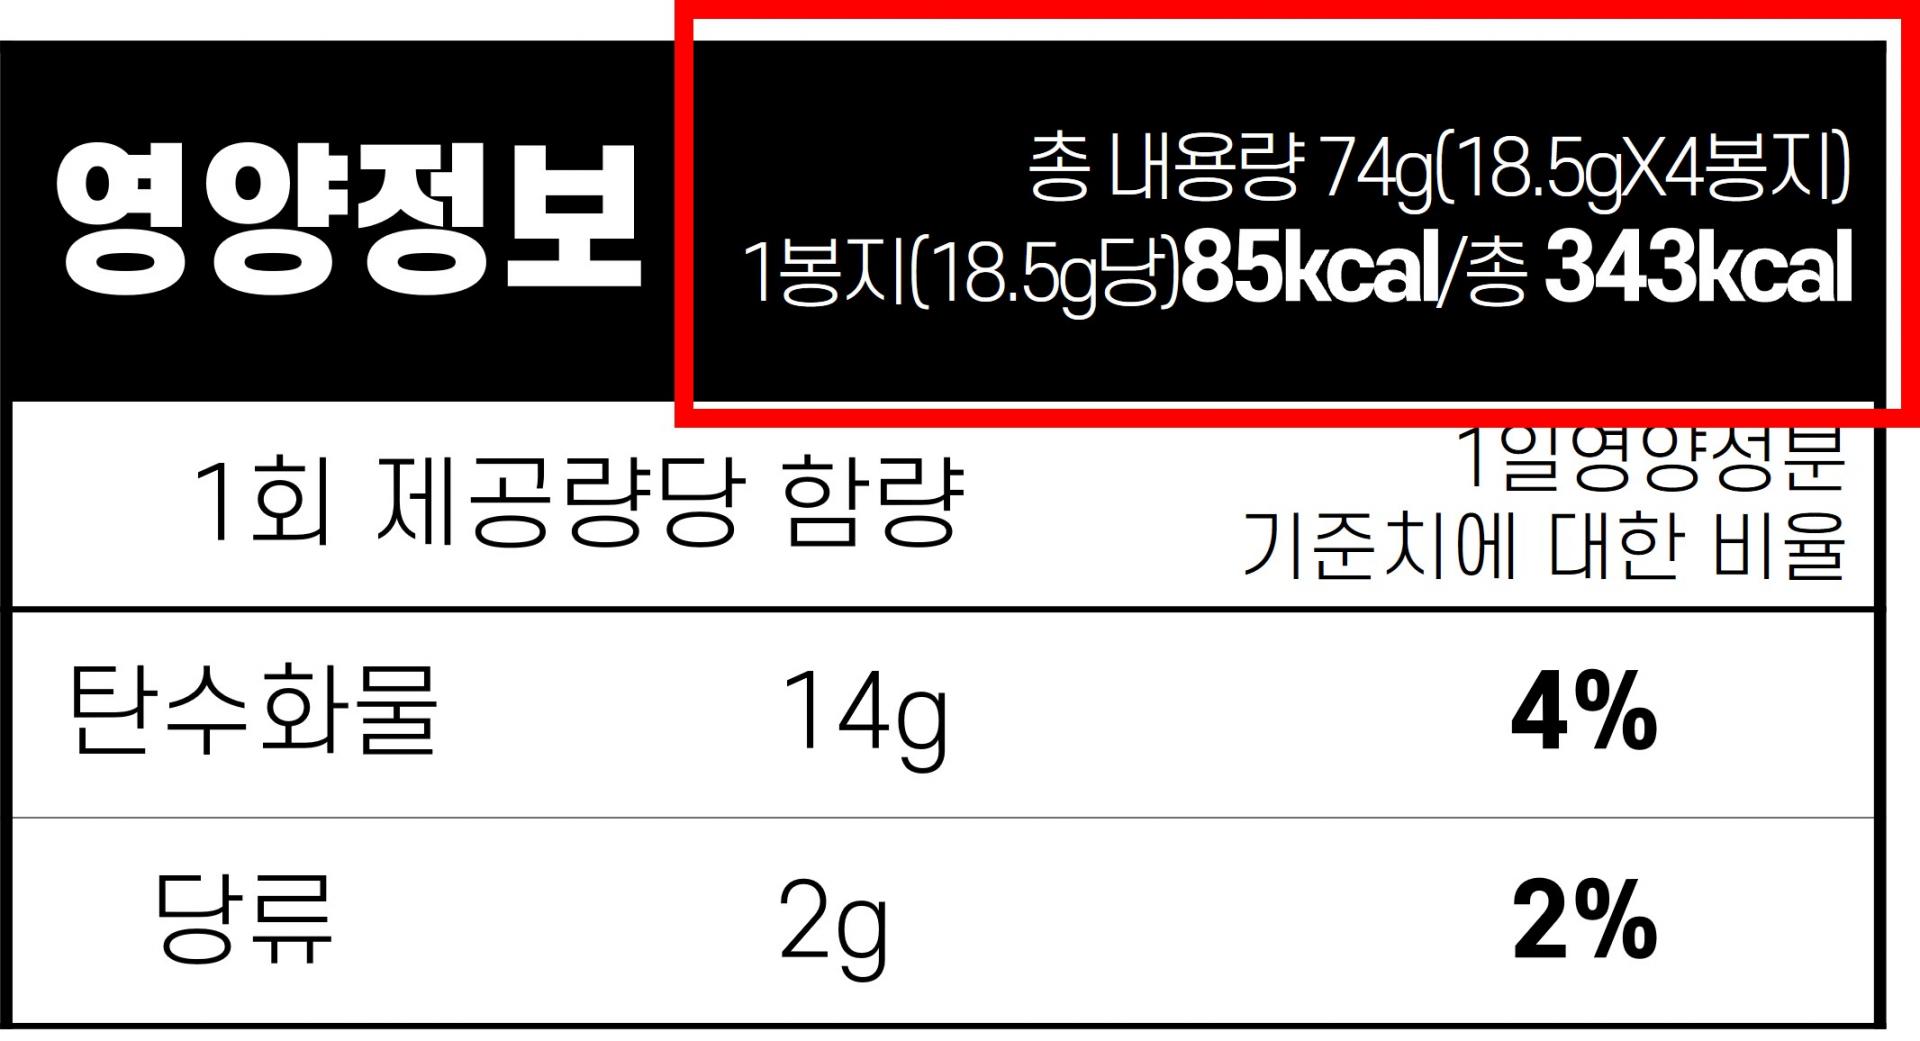 영양정보
총 내용량 74g(18.5gX4봉지)
1봉지(18.5g당)85kcal/총 343kcal
1회 제공량당 함량
1일영양성분
기준치에 대한 비율
탄수화물 14g 4%
당류 2g 2%